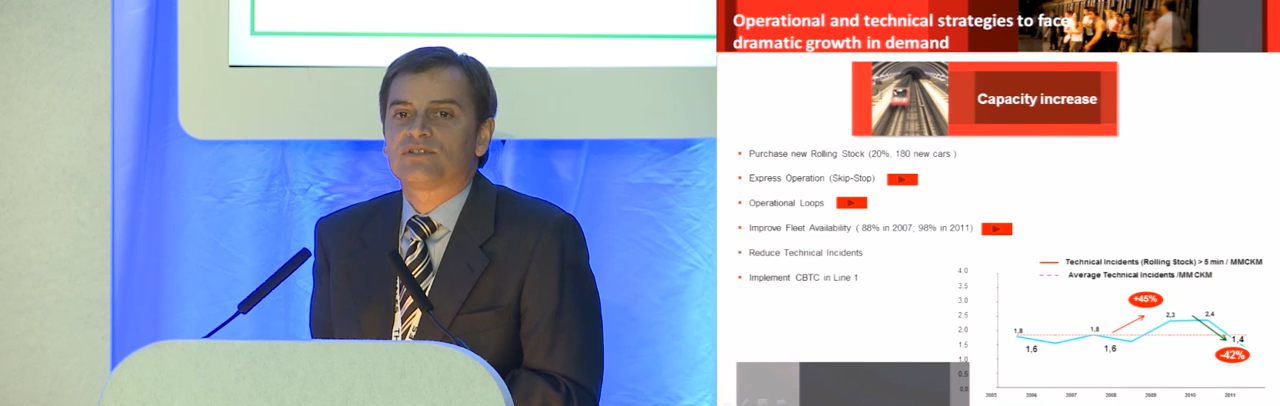 Operational and technical strategies to face
dramatic growth in demand
Capacity increase
Purchase new Rolling Stock (20%, 180 new cars )
Express Operation (Skip-Stop)
Operational Loops
Improve Fleet Availability ( 88% in 2007; 98% in 2011)
Reduce Technical Incidents
Implement CBTC in Line 1
Technical Incidents (Rolling Stock) > 5 min / MMCKM
Average Technical Incidents /MM CKM
4,0
3,5
3,0
2,5
2,0
1,5
1,0
0,5
0,0
+45%
1,8
1,6
1,8
1,6
2,3
2,4
1,4
-42%
2005 2006 2007 2008 2009 2010 2011